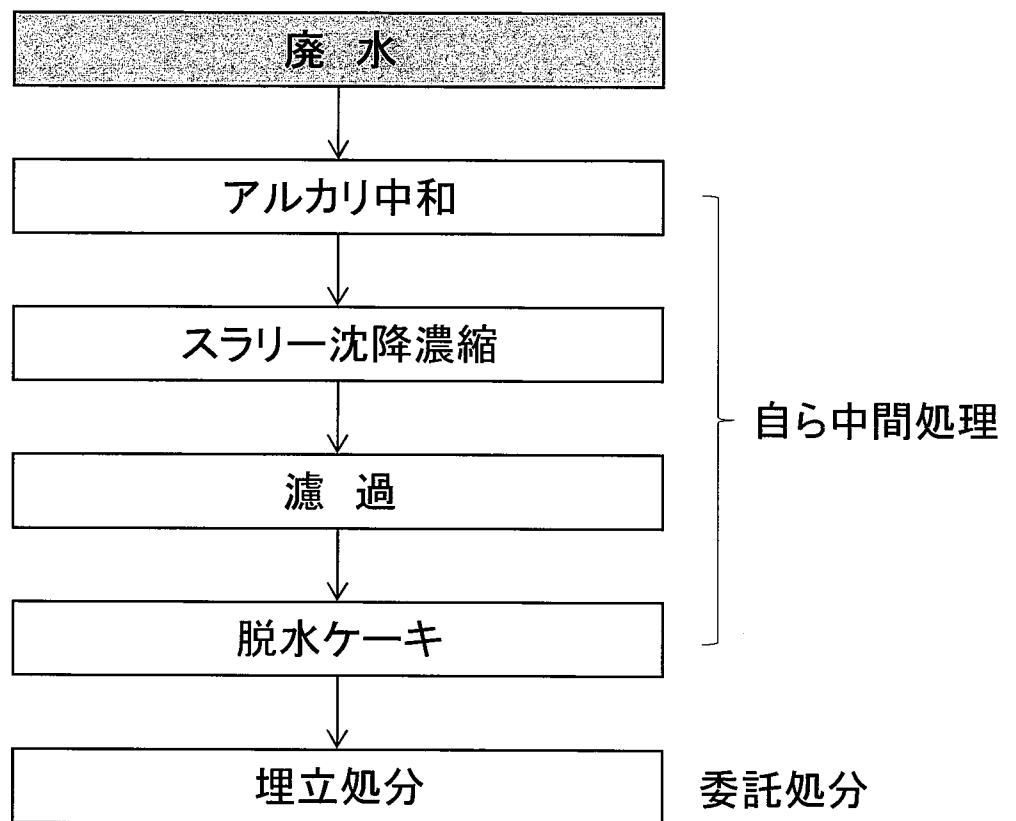 廃 水
アルカリ中和
スラリー沈降濃縮
濾 過
自ら中間処理
脱水ケーキ
埋立処分
委託処分